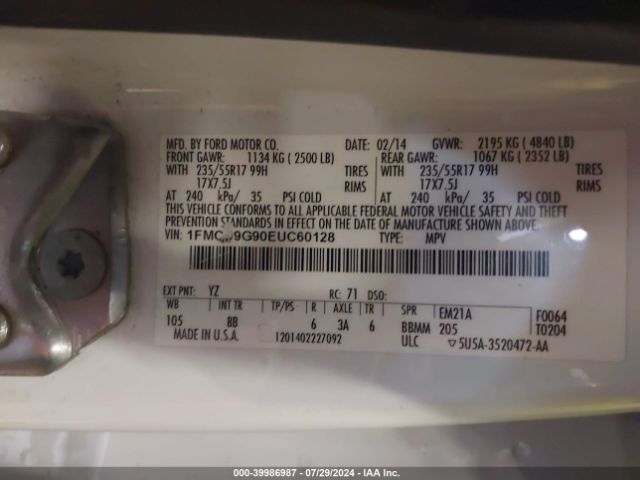 MFD. BY FORD MOTOR CO. DATE: 02/14 GVWR: 2195 KG ( 4840 LB)
FRONT GAWR: 1134 KG ( 2500 LB) REAR GAWR: 1067 KG ( 2352 LB)
WITH 235/55R17 99H TIRES WITH 235/55R17 99H TIRES
17X7.5J RIMS 17X7.5J RIMS
AT 240 kPa/ 35 PSI COLD AT 240 kPa/ 35 PSI COLD
THIS VEHICLE CONFORMS TO ALL APPLICABLE FEDERAL MOTOR VEHICLE SAFETY AND THEFT
PREVENTION STANDARDS IN EFFECT ON THE DATE OF MANUFACTURE SHOWN ABOVE.
VIN: TYPE: MPV
EXT PNT: YZ RC: 71 DSO:
WB INT TR TP/PS R AXLE TR SPR EM21A F0064
105 8B 6 3A 6 BBMM 205 T0204
MADE IN U.S.A. 1201402227092 ULC ▽5U5A-3520472-AA
000-39986987 - 07/29/2024 - IAA Inc.